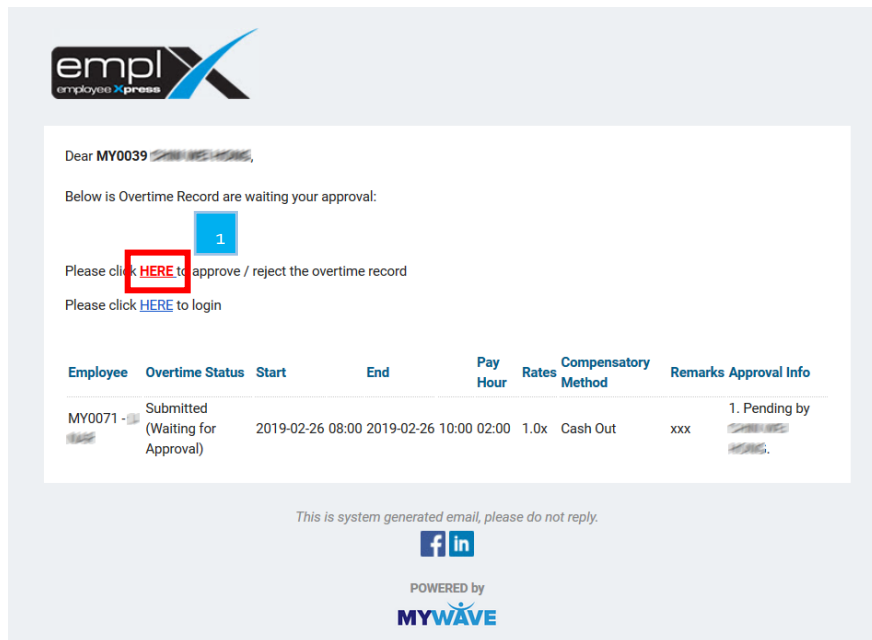 empl X
employee Xpress
Dear MY0039 ,
Below is Overtime Record are waiting your approval:
1
Please click HERE to approve / reject the overtime record
Please click HERE to login
Employee Overtime Status Start End Pay Hour Rates Compensatory Method Remarks Approval Info
MY0071 - Submitted (Waiting for Approval) 2019-02-26 08:00 2019-02-26 10:00 02:00 1.0x Cash Out xxx 1. Pending by .
This is system generated email, please do not reply.
f in
POWERED by
MYWAVE